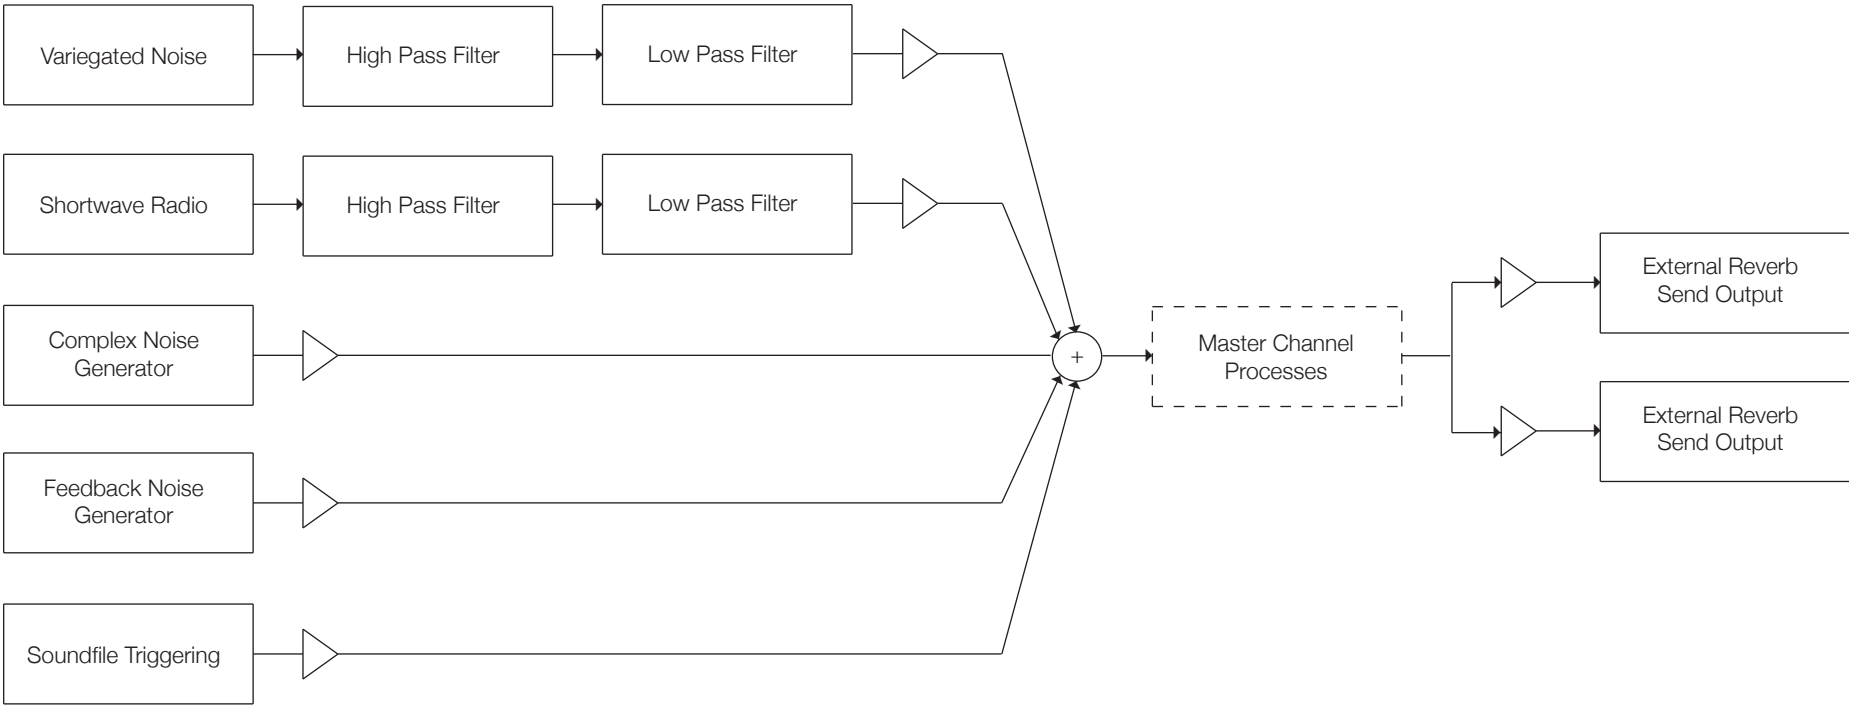 Variegated Noise
High Pass Filter
Low Pass Filter
Shortwave Radio
High Pass Filter
Low Pass Filter
Complex Noise
Generator
Feedback Noise
Generator
Soundfile Triggering
+
Master Channel
Processes
External Reverb
Send Output
External Reverb
Send Output